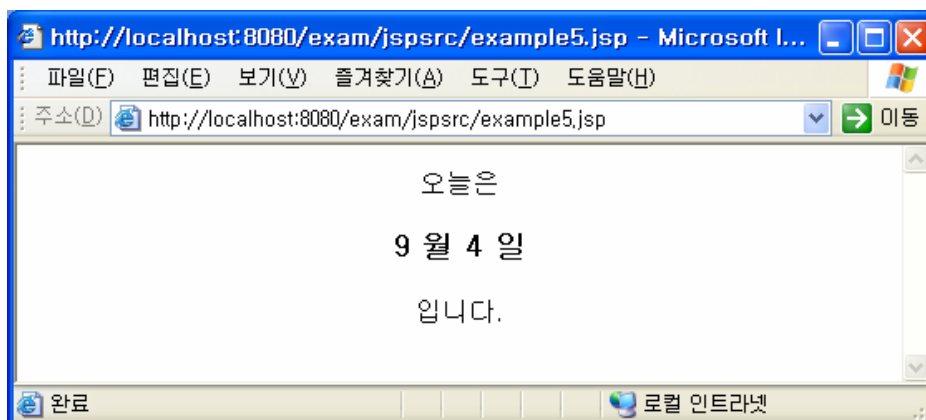 http://localhost:8080/exam/jspsrc/example5.jsp - Microsoft I...
파일(F) 편집(E) 보기(V) 즐겨찾기(A) 도구(T) 도움말(H)
주소(D) http://localhost:8080/exam/jspsrc/example5.jsp 이동
오늘은
9 월 4 일
입니다.
완료 로컬 인트라넷